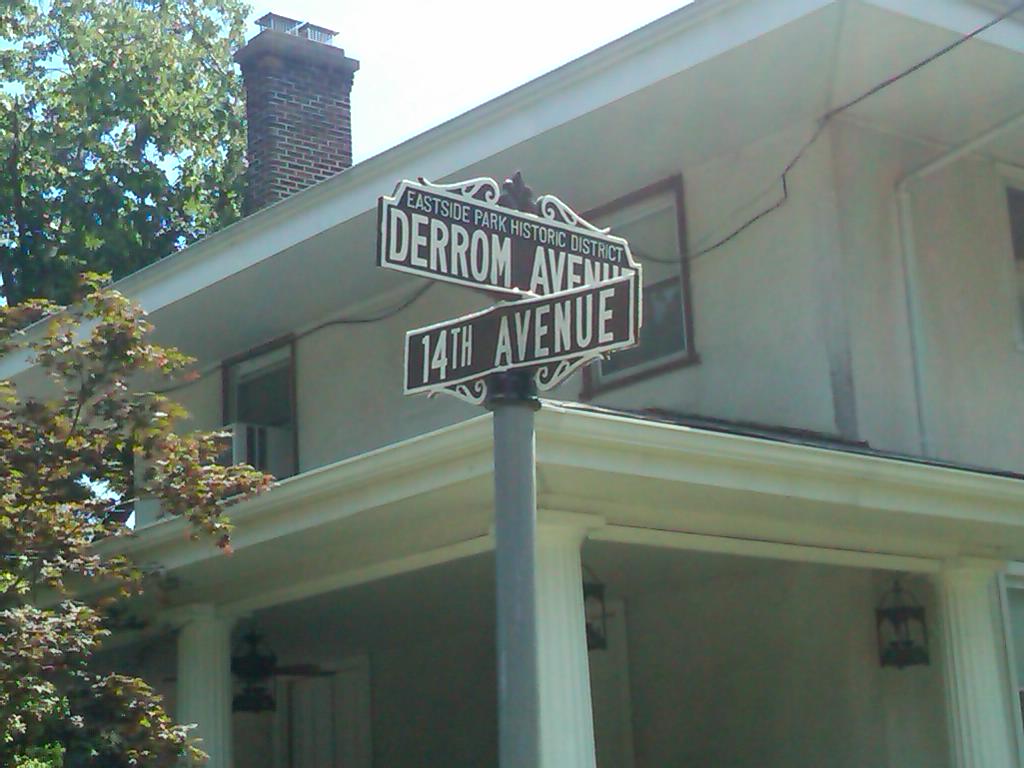 EASTSIDE PARK HISTORIC DISTRICT
DERROM AVENUE
14TH AVENUE